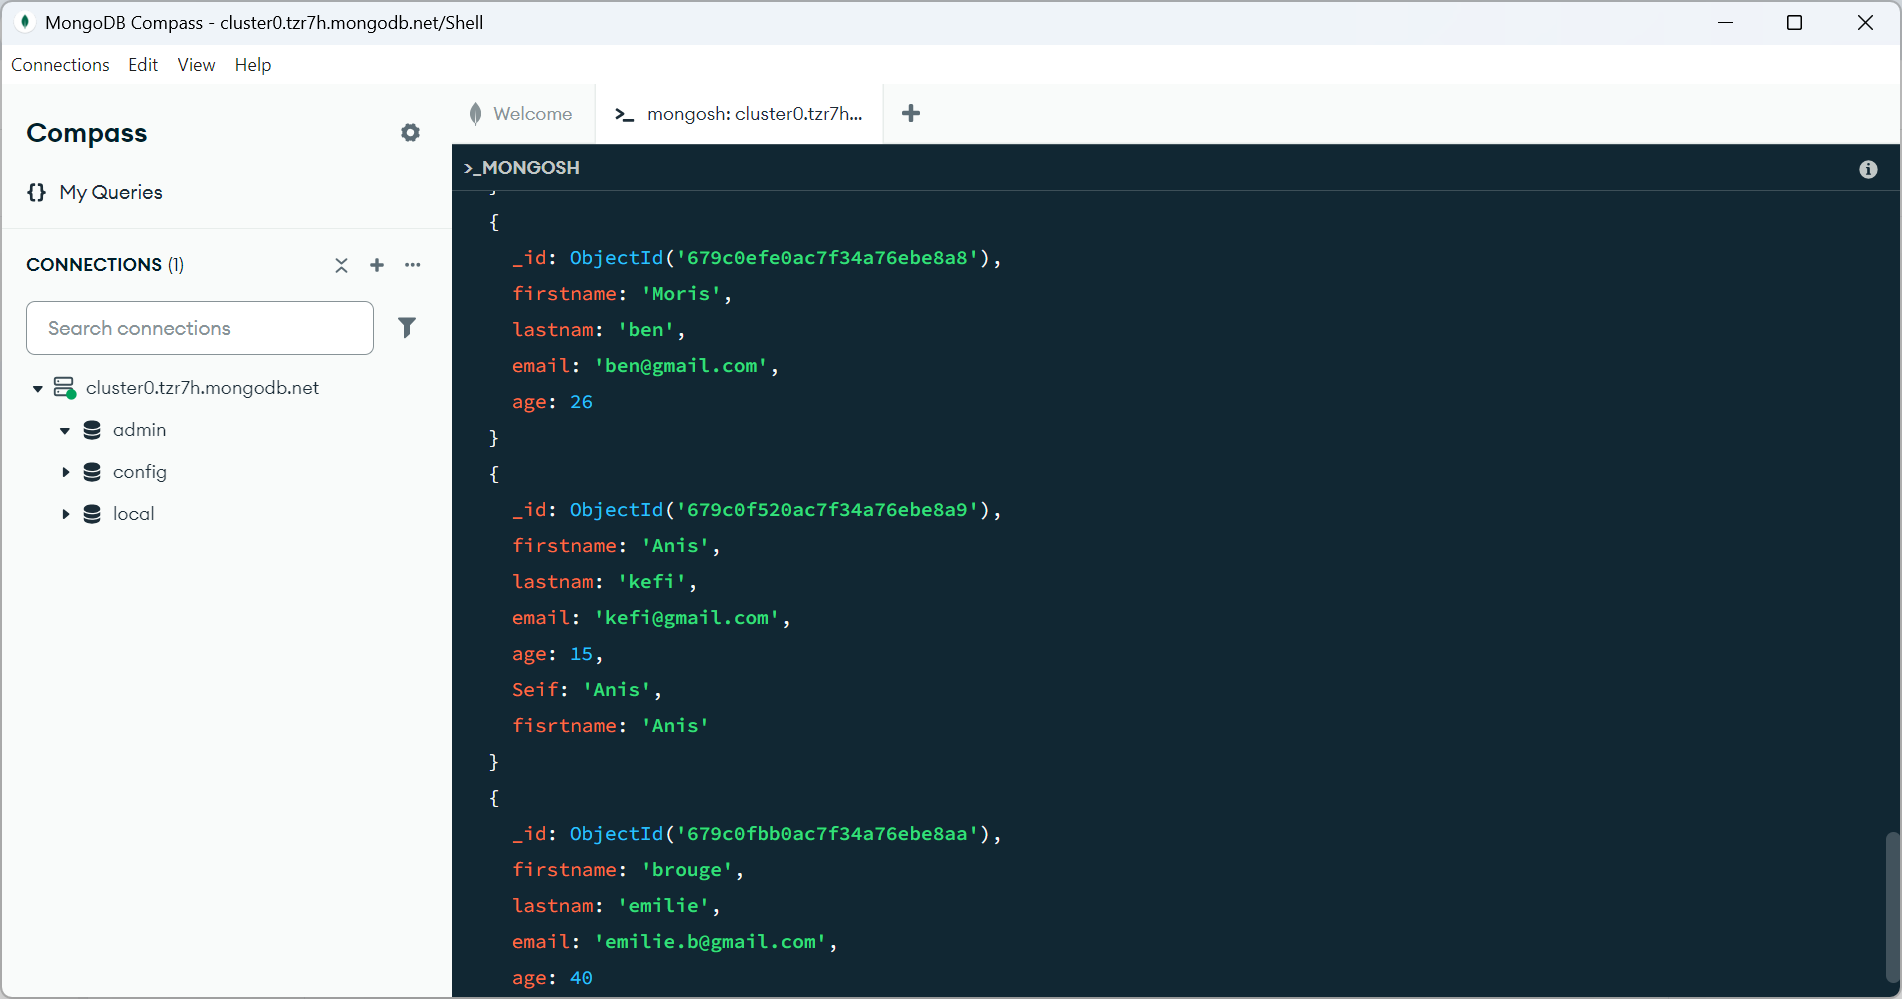 MongoDB Compass - cluster0.tzr7h.mongodb.net/Shell
Connections Edit View Help
Compass
{} My Queries
CONNECTIONS (1)
Search connections
cluster0.tzr7h.mongodb.net
admin
config
local
Welcome
>_ mongosh: cluster0.tzr7h...
>_MONGOSH
}
{
_id: ObjectId('679c0efe0ac7f34a76ebe8a8'),
firstname: 'Moris',
lastnam: 'ben',
email: 'ben@gmail.com',
age: 26
}
{
_id: ObjectId('679c0f520ac7f34a76ebe8a9'),
firstname: 'Anis',
lastnam: 'kefi',
email: 'kefi@gmail.com',
age: 15,
Seif: 'Anis',
fisrtname: 'Anis'
}
{
_id: ObjectId('679c0fbb0ac7f34a76ebe8aa'),
firstname: 'brouge',
lastnam: 'emilie',
email: 'emilie.b@gmail.com',
age: 40